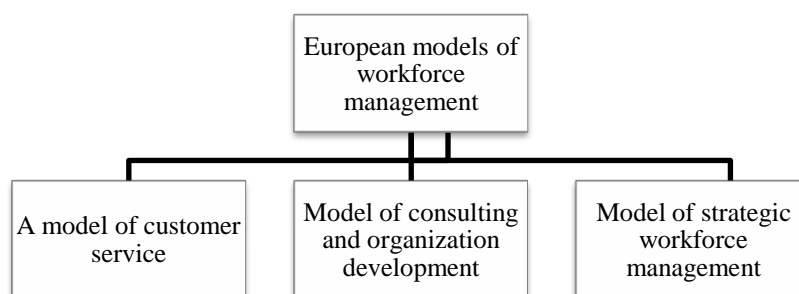 European models of
workforce
management
A model of customer
service
Model of consulting
and organization
development
Model of strategic
workforce
management